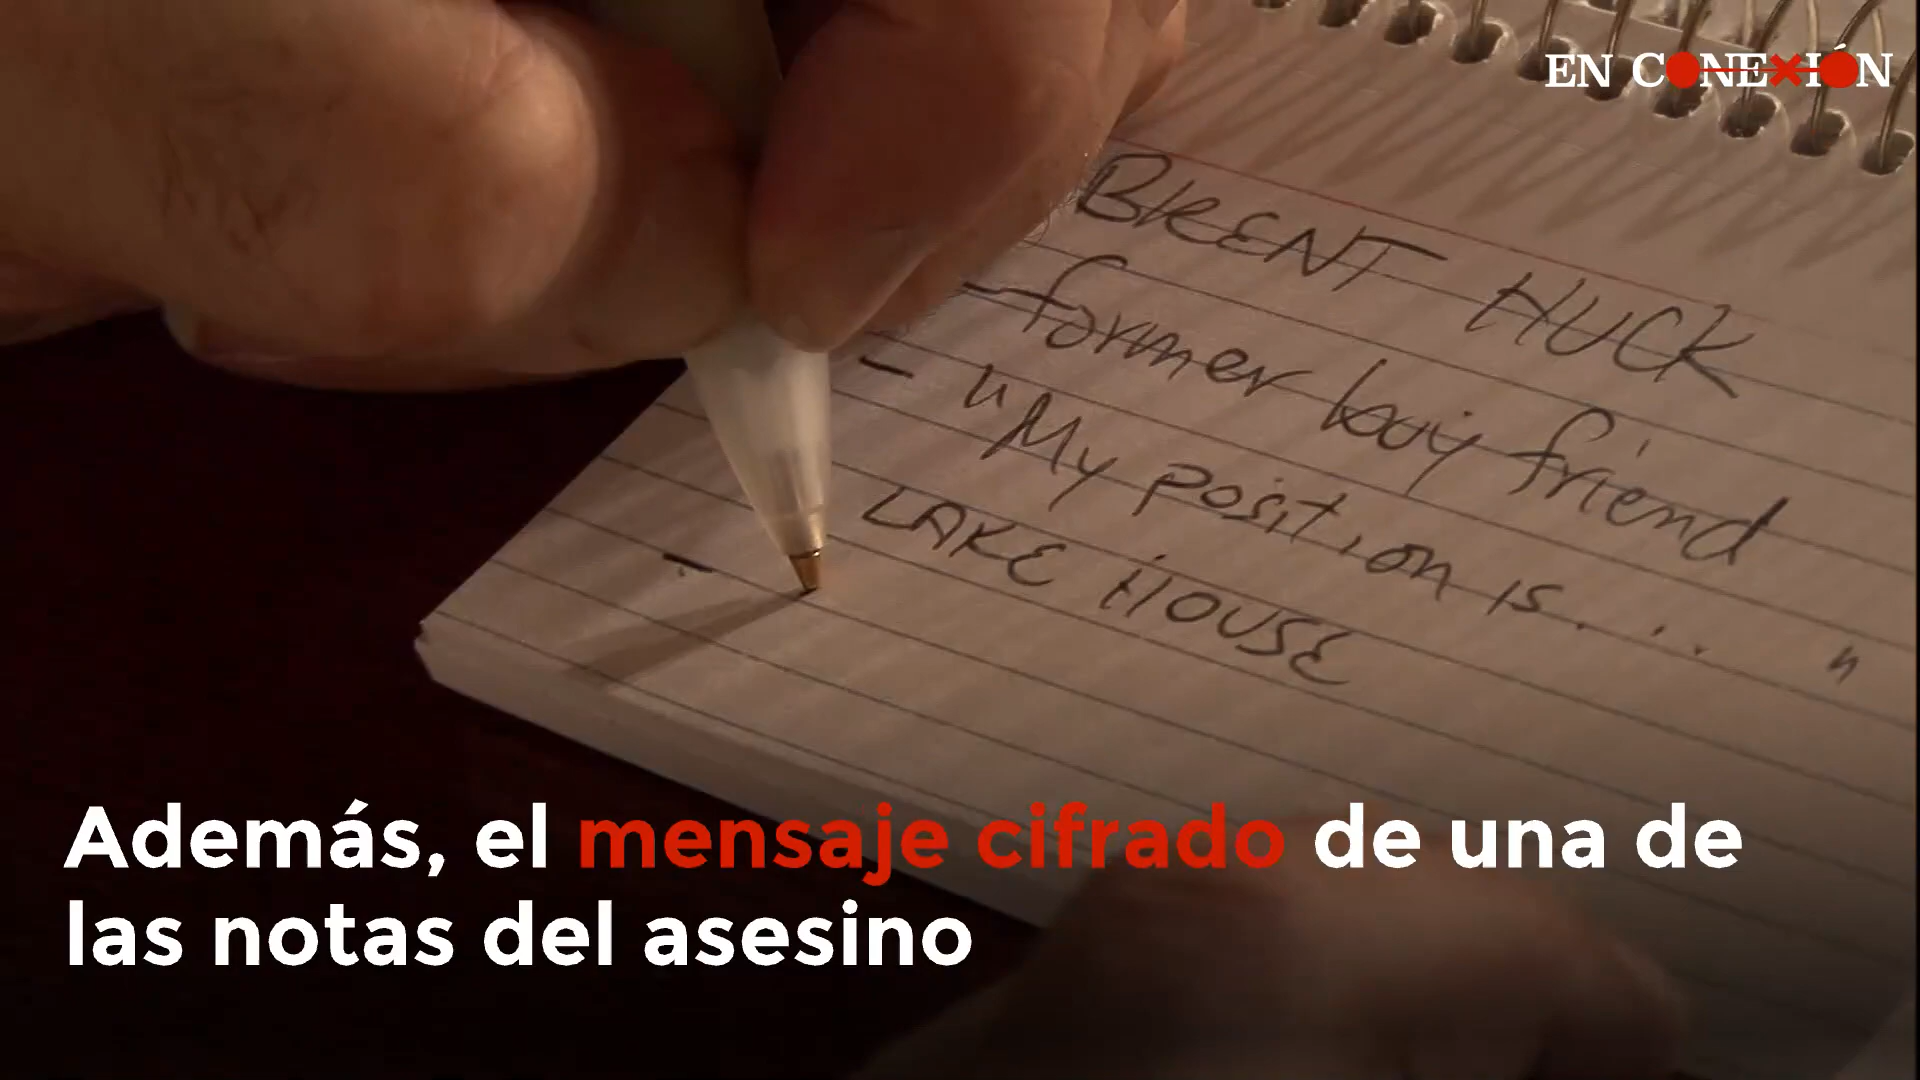 EN CONEXIÓN
BRENT HUCK
- former boy friend
- "My position is... "
LAKE HOUSE
-
Además, el mensaje cifrado de una de
las notas del asesino